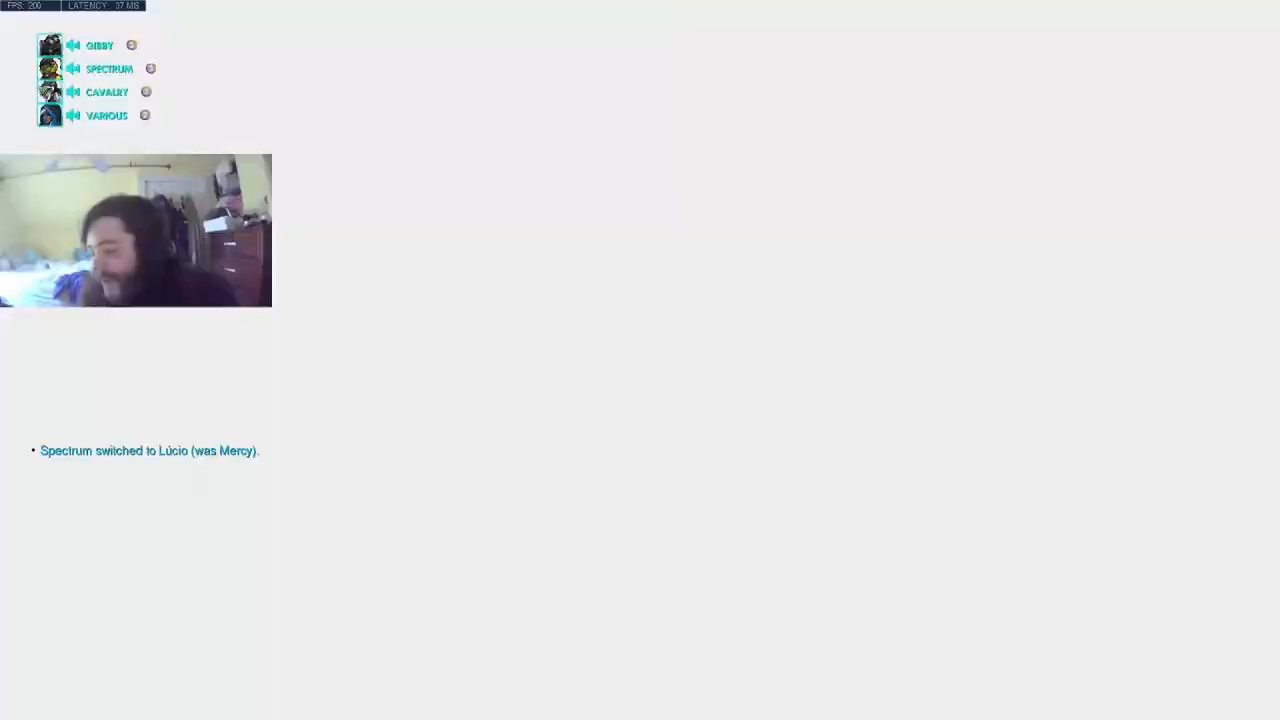 FPS: 200 LATENCY: 37 MS
GIBBY
SPECTRUM
CAVALRY
VARIOUS
• Spectrum switched to Lúcio (was Mercy).